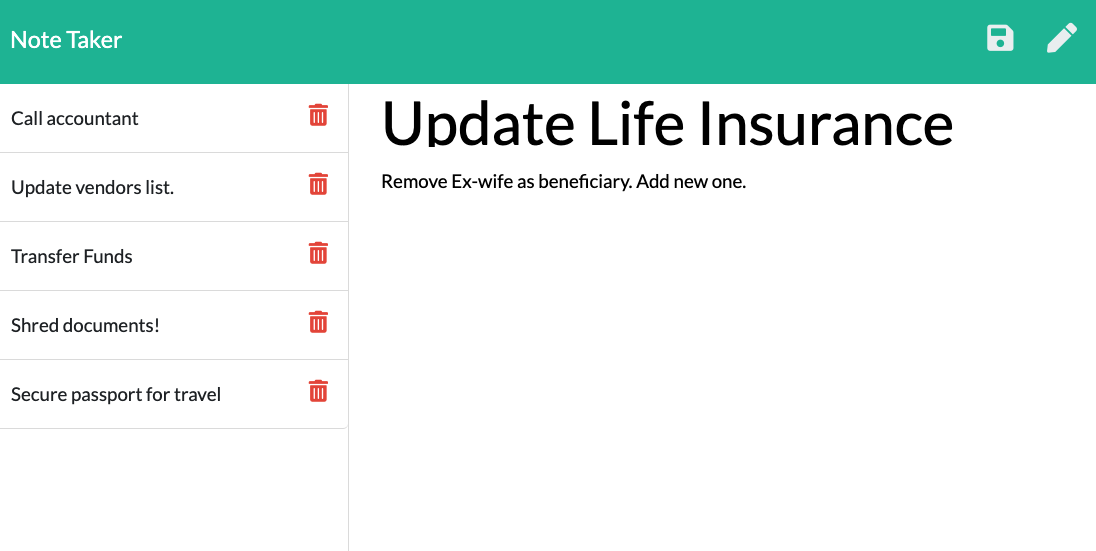 Note Taker
Call accountant
Update vendors list.
Transfer Funds
Shred documents!
Secure passport for travel
Update Life Insurance
Remove Ex-wife as beneficiary. Add new one.